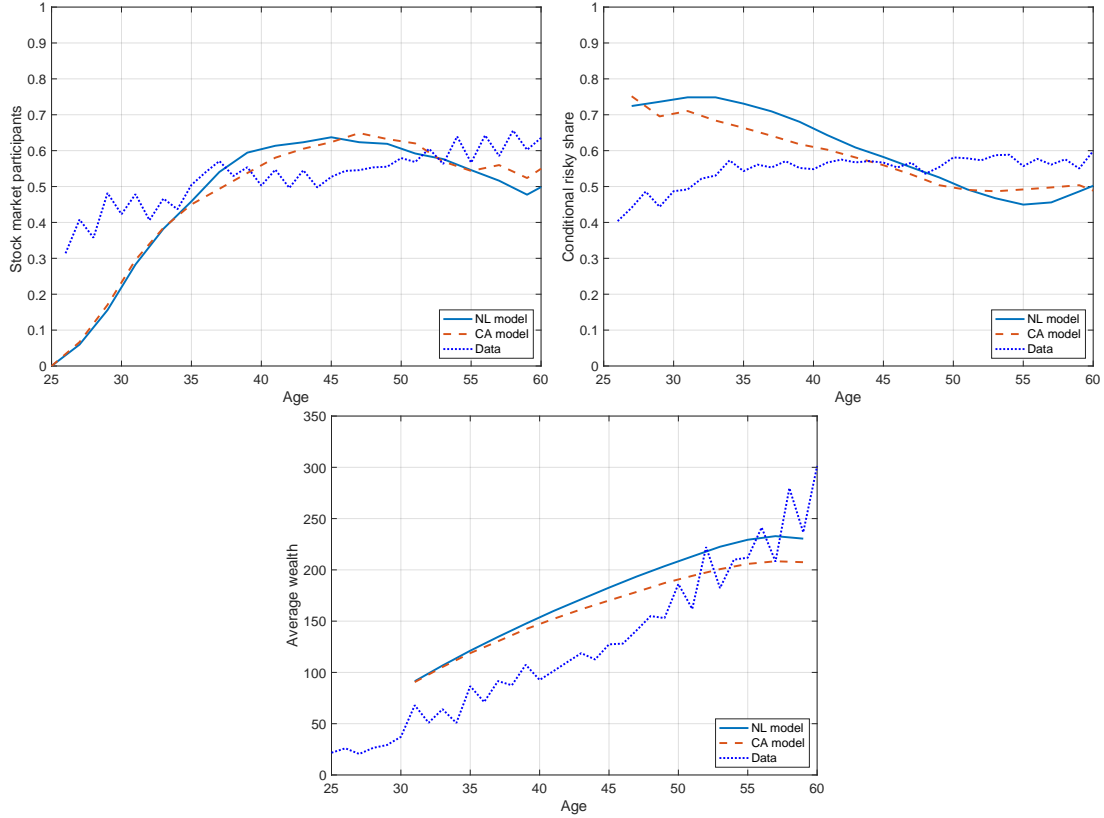 1
0.9
0.8
0.7
0.6
0.5
0.4
0.3
0.2
0.1
0
25 30 35 40 45 50 55 60
Stock market participants
Age
NL model
CA model
Data
1
0.9
0.8
0.7
0.6
0.5
0.4
0.3
0.2
0.1
0
25 30 35 40 45 50 55 60
Conditional risky share
Age
NL model
CA model
Data
350
300
250
200
150
100
50
0
25 30 35 40 45 50 55 60
Average wealth
Age
NL model
CA model
Data